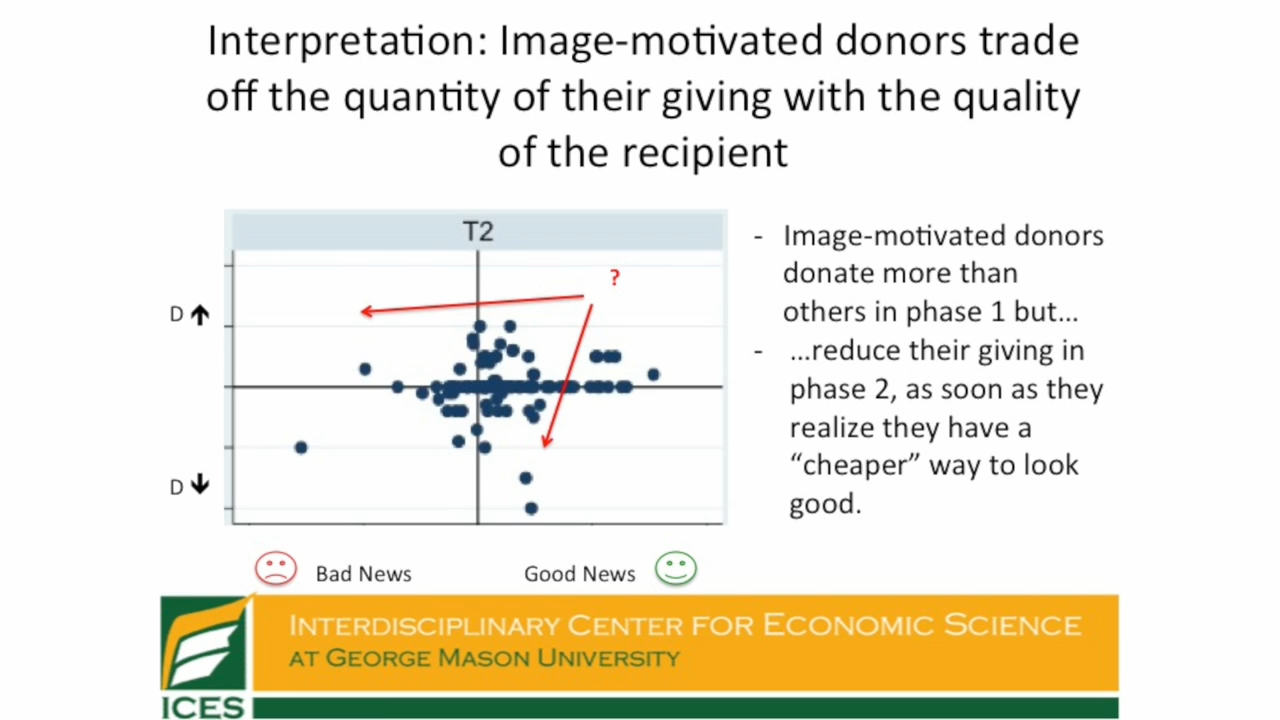 Interpretation: Image-motivated donors trade
off the quantity of their giving with the quality
of the recipient
T2
?
D
D
- Image-motivated donors
donate more than
others in phase 1 but...
- ...reduce their giving in
phase 2, as soon as they
realize they have a
“cheaper” way to look
good.
Bad News
Good News
INTERDISCIPLINARY CENTER FOR ECONOMIC SCIENCE
AT GEORGE MASON UNIVERSITY
ICES